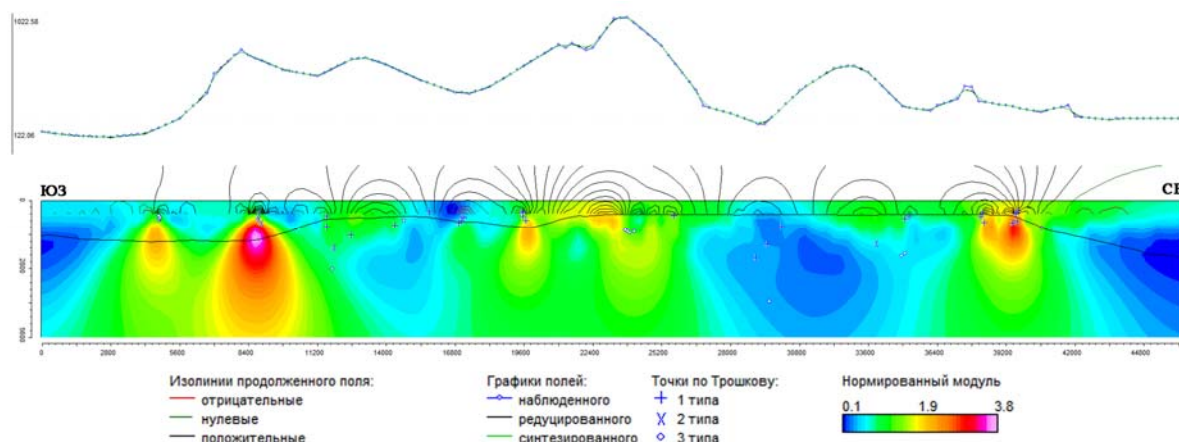 1022.58
122.06
ЮЗ
СВ
0 2800 5600 8400 11200 14000 16800 19600 22400 25200 28000 30800 33600 36400 39200 42000 44800
Изолинии продолженного поля: Графики полей: Точки по Трошкову: Нормированный модуль
отрицательные наблюденного 1 типа
нулевые редуцированного 2 типа 0.1 1.9 3.8
положительные синтезированного 3 типа